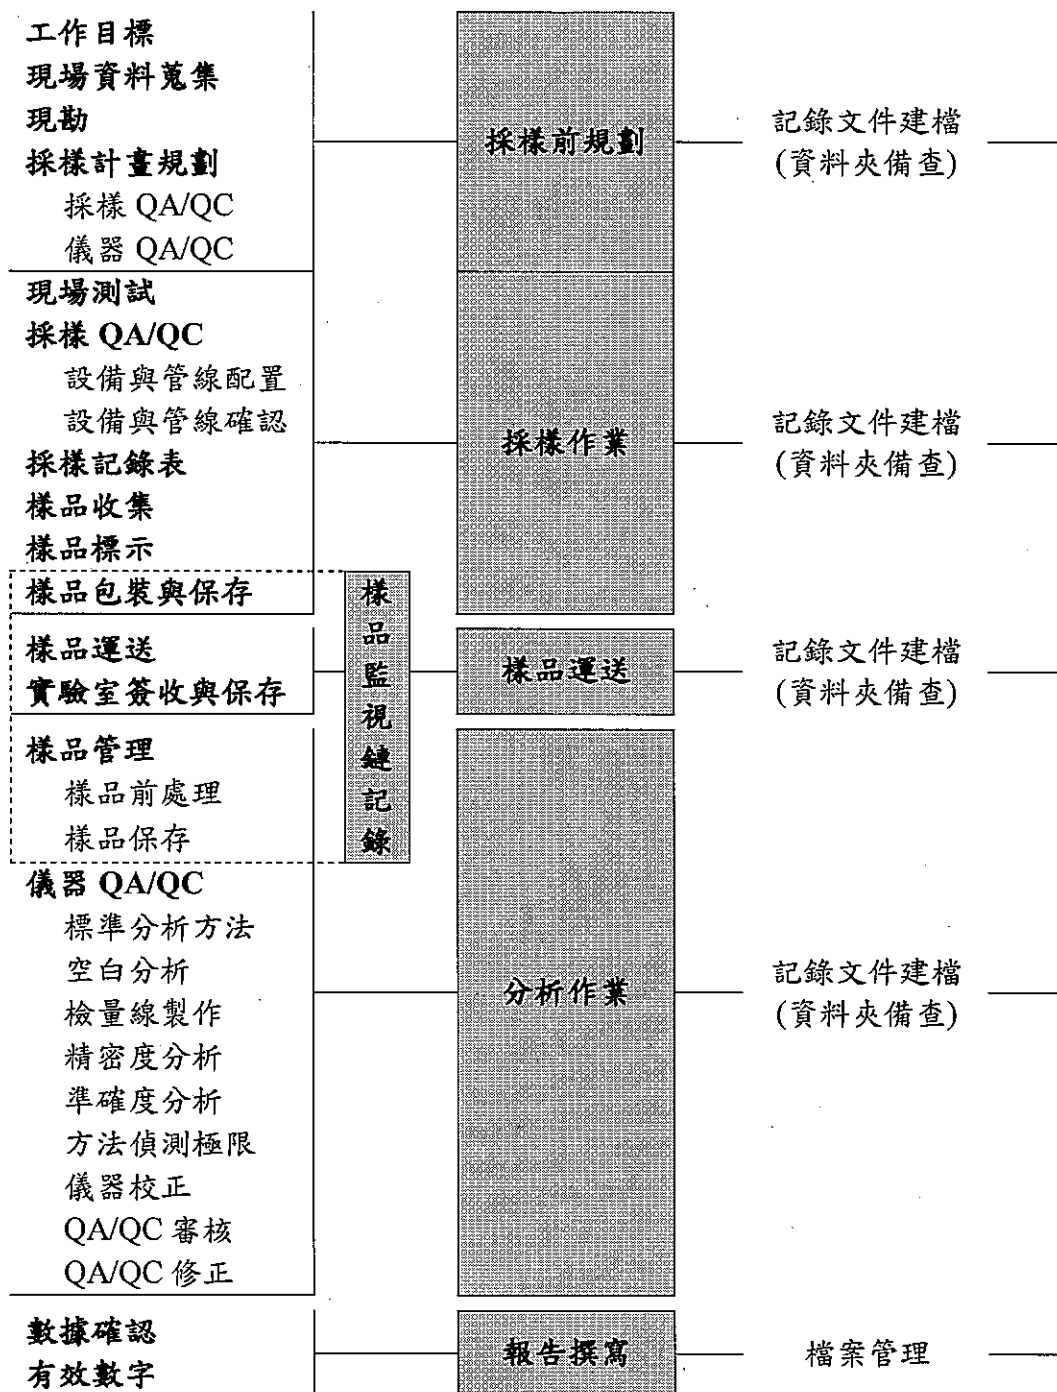 工作目標
現場資料蒐集
現勘
採樣計畫規劃
採樣 QA/QC
儀器 QA/QC
採樣前規劃
記錄文件建檔
(資料夾備查)
現場測試
採樣 QA/QC
設備與管線配置
設備與管線確認
採樣記錄表
樣品收集
樣品標示
樣品包裝與保存
採樣作業
記錄文件建檔
(資料夾備查)
樣品運送
實驗室簽收與保存
樣品監視鏈記錄
樣品運送
記錄文件建檔
(資料夾備查)
樣品管理
樣品前處理
樣品保存
儀器 QA/QC
標準分析方法
空白分析
檢量線製作
精密度分析
準確度分析
方法偵測極限
儀器校正
QA/QC 審核
QA/QC 修正
分析作業
記錄文件建檔
(資料夾備查)
數據確認
有效數字
報告撰寫
檔案管理